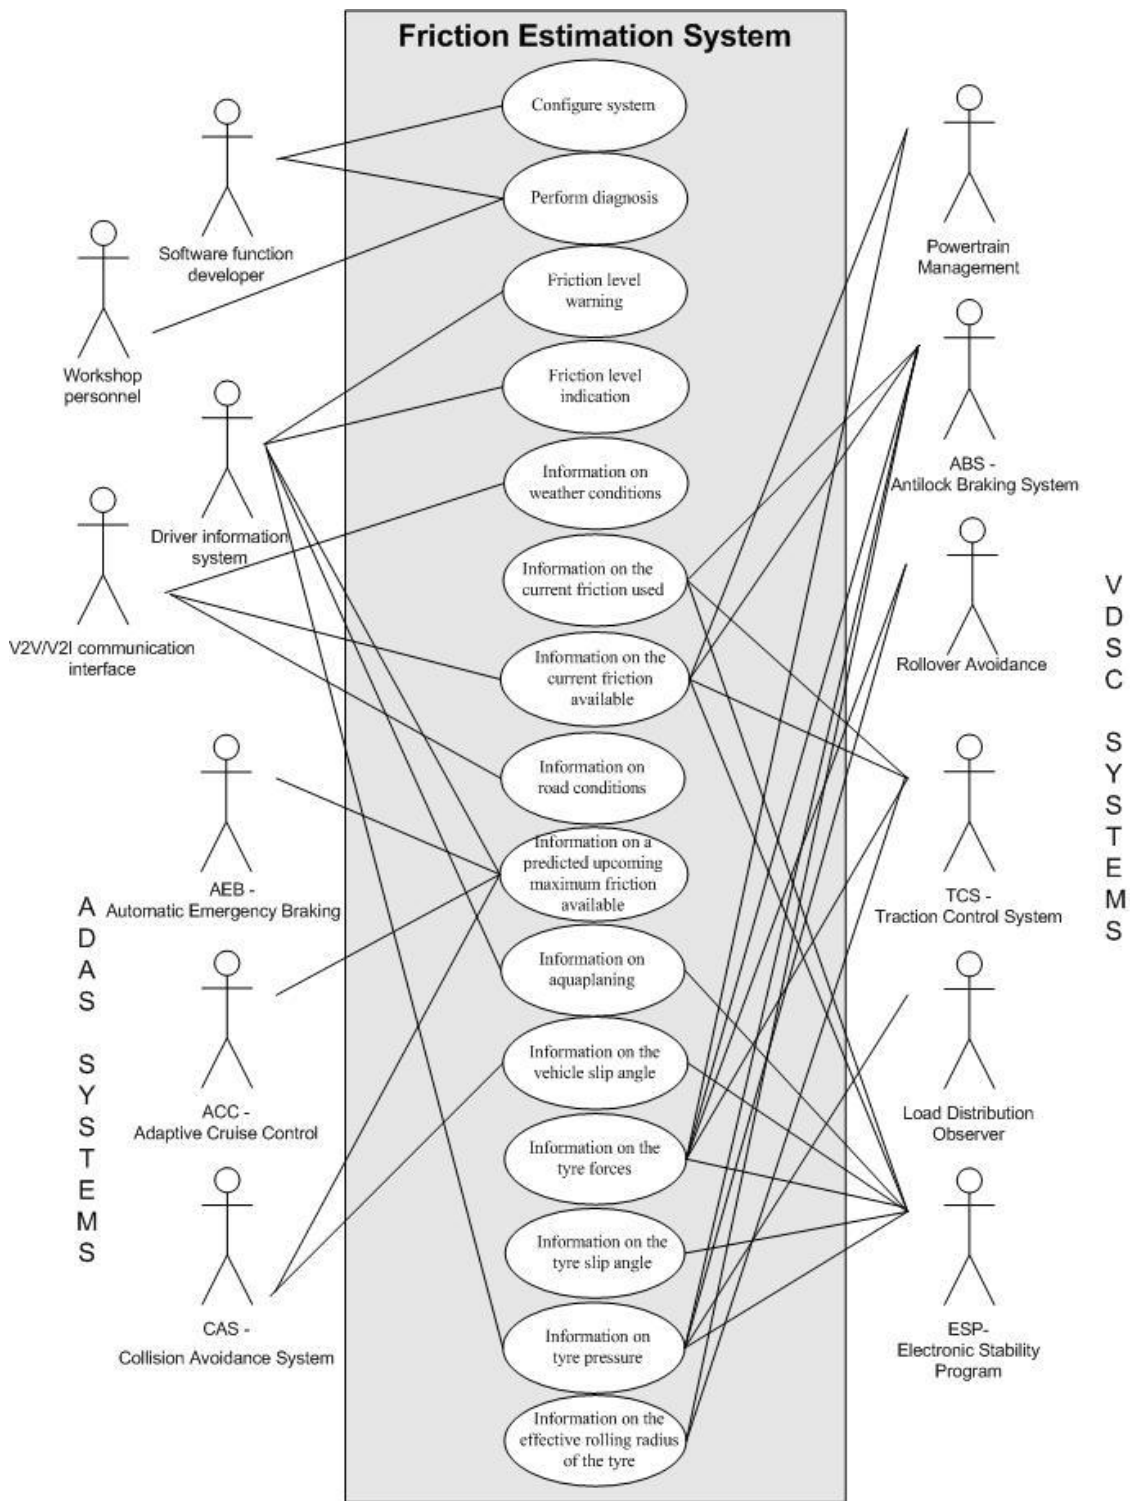 Friction Estimation System
Configure system
Perform diagnosis
Friction level
warning
Friction level
indication
Information on
weather conditions
Information on the
current friction used
Information on the
current friction
available
Information on
road conditions
Information on a
predicted upcoming
maximum friction
available
Information on
aquaplaning
Information on the
vehicle slip angle
Information on the
tyre forces
Information on the
tyre slip angle
Information on
tyre pressure
Information on the
effective rolling radius
of the tyre
Software function
developer
Workshop
personnel
Driver information
system
V2V/V2I communication
interface
AEB -
Automatic Emergency Braking
ACC -
Adaptive Cruise Control
CAS -
Collision Avoidance System
ADAS SYSTEMS
Powertrain
Management
ABS -
Antilock Braking System
Rollover Avoidance
TCS -
Traction Control System
Load Distribution
Observer
ESP-
Electronic Stability
Program
VDSC SYSTEMS